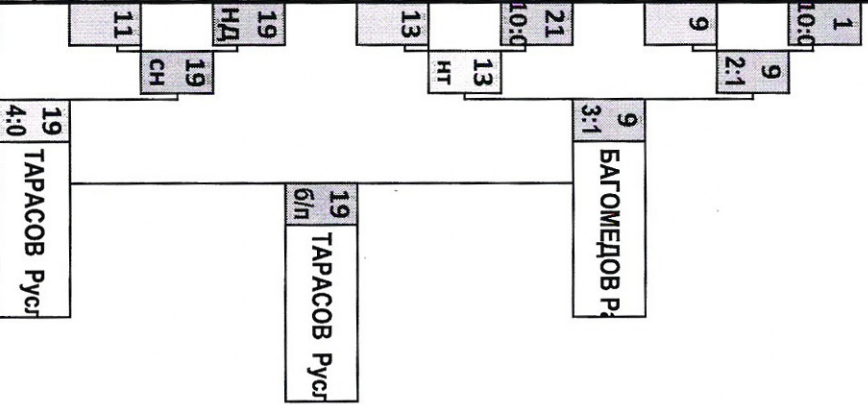 1
10:0
9
2:1
9
9
БАГОМЕДОВ Ра
3:1
21
10:0
13
нт
13
19
ТАРАСОВ Русл
б/п
19
НД
19
сн
11
19
ТАРАСОВ Русл
4:0